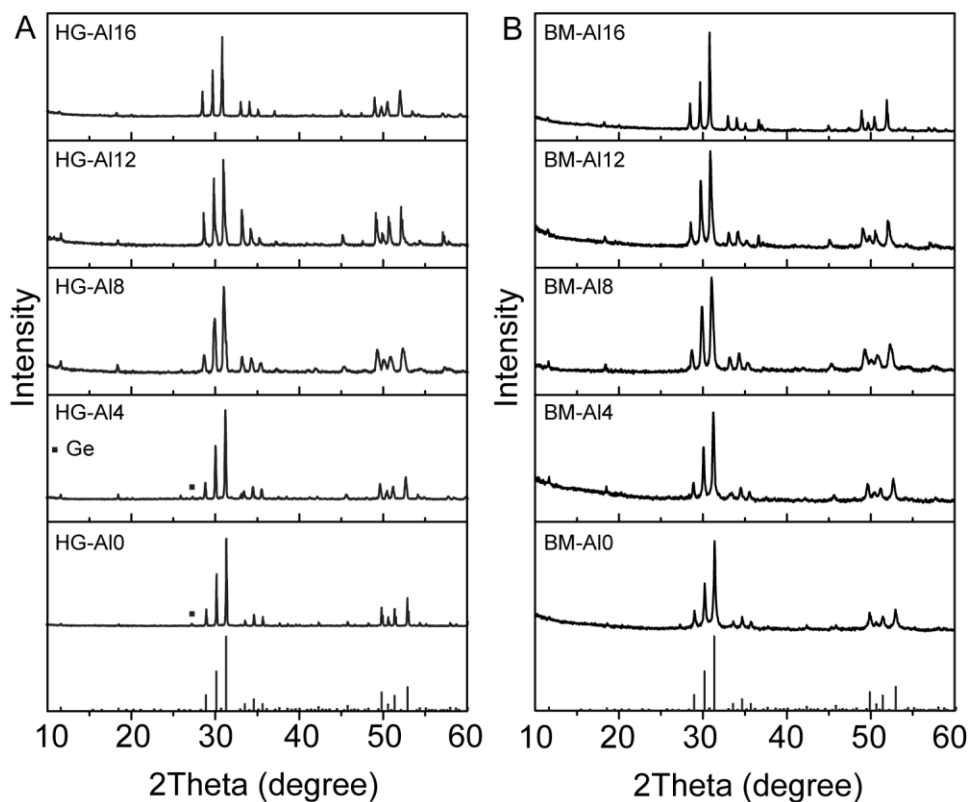 A
HG-Al16
HG-Al12
HG-Al8
HG-Al4
▪ Ge
HG-Al0
Intensity
10 20 30 40 50 60
2Theta (degree)
B
BM-Al16
BM-Al12
BM-Al8
BM-Al4
BM-Al0
Intensity
10 20 30 40 50 60
2Theta (degree)